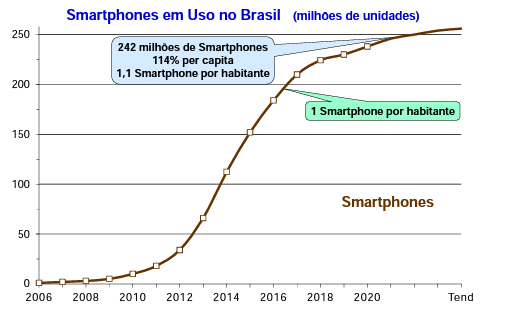 Smartphones em Uso no Brasil (milhões de unidades)
250
242 milhões de Smartphones
114% per capita
1,1 Smartphone por habitante
200
1 Smartphone por habitante
150
100
Smartphones
50
0
2006 2008 2010 2012 2014 2016 2018 2020 Tend